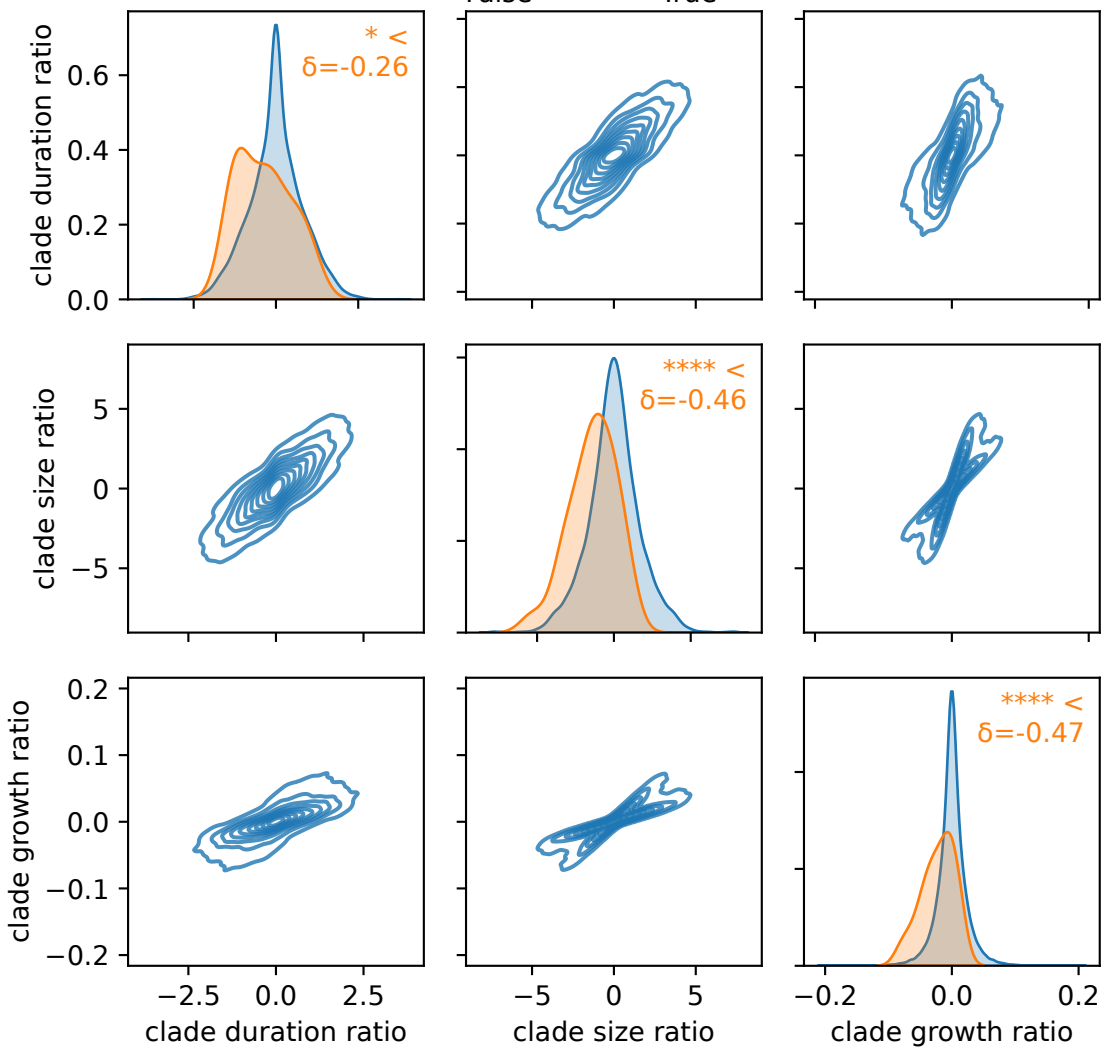 * <
δ=-0.26
clade duration ratio
0.6
0.4
0.2
0.0
**** <
δ=-0.46
clade size ratio
5
0
−5
**** <
δ=-0.47
clade growth ratio
0.2
0.1
0.0
−0.1
−0.2
−2.5 0.0 2.5
−5 0 5
−0.2 0.0 0.2
clade duration ratio
clade size ratio
clade growth ratio